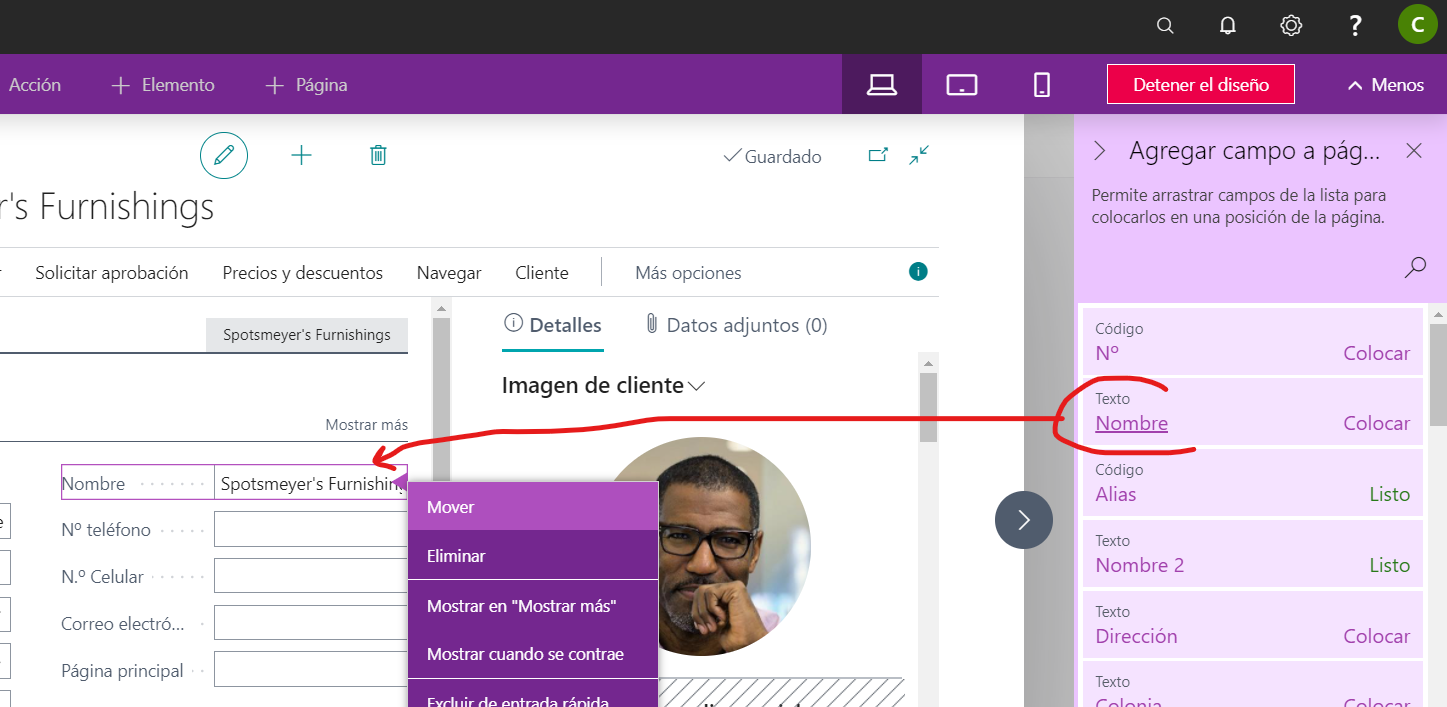 C
Acción
Elemento
Página
Detener el diseño
Menos
Guardado
Agregar campo a pág...
Permite arrastrar campos de la lista para
colocarlos en una posición de la página.
r's Furnishings
Solicitar aprobación
Precios y descuentos
Navegar
Cliente
Más opciones
Spotsmeyer's Furnishings
Detalles
Datos adjuntos (0)
Imagen de cliente
Mostrar más
Código
Nº
Colocar
Texto
Nombre
Colocar
Código
Alias
Listo
Texto
Nombre 2
Listo
Texto
Dirección
Colocar
Texto
Colonia
Colocar
Nombre
Spotsmeyer's Furnishing
Nº teléfono
N.º Celular
Correo electró...
Página principal
Mover
Eliminar
Mostrar en "Mostrar más"
Mostrar cuando se contrae
Excluir de entrada rápida